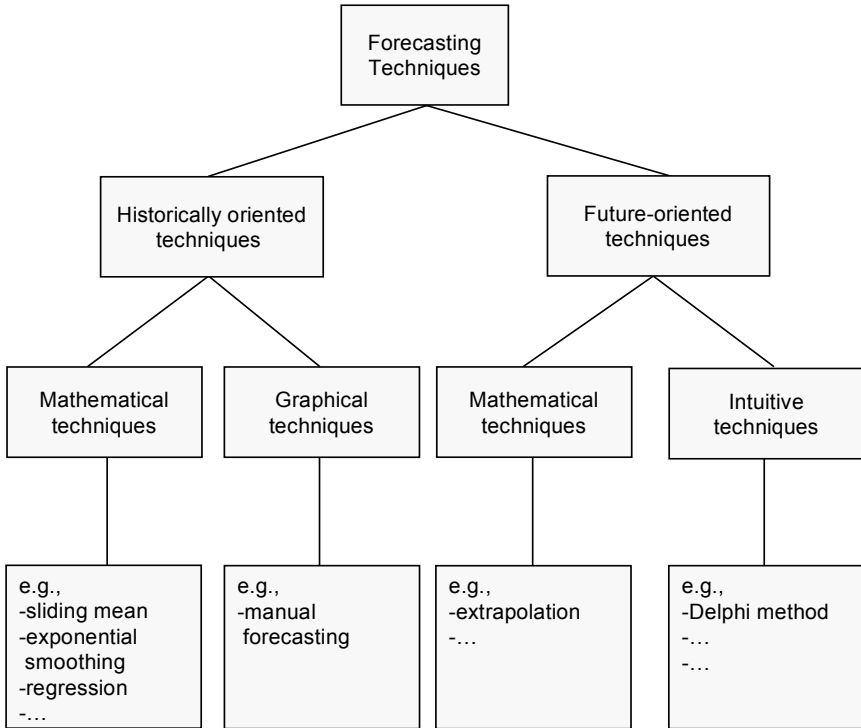 Forecasting
Techniques
Historically oriented
techniques
Future-oriented
techniques
Mathematical
techniques
Graphical
techniques
Mathematical
techniques
Intuitive
techniques
e.g.,
-sliding mean
-exponential
smoothing
-regression
-…
e.g.,
-manual
forecasting
e.g.,
-extrapolation
-…
e.g.,
-Delphi method
-…
-…